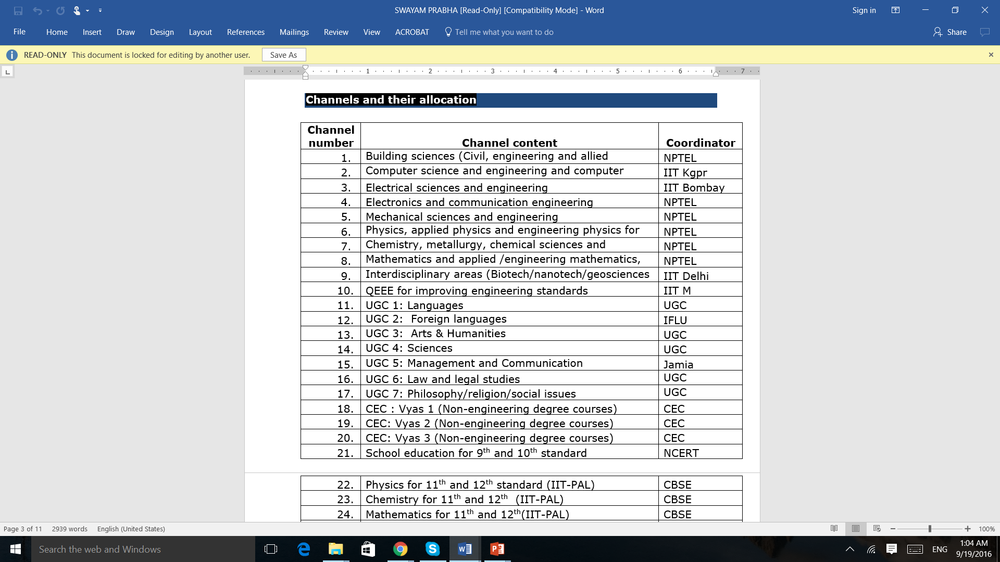 SWAYAM PRABHA [Read-Only] [Compatibility Mode] - Word
Sign in
File Home Insert Draw Design Layout References Mailings Review View ACROBAT Tell me what you want to do Share
READ-ONLY This document is locked for editing by another user. Save As
1 2 3 4 5 6 7
Channels and their allocation
Channel number Channel content Coordinator
1. Building sciences (Civil, engineering and allied NPTEL
2. Computer science and engineering and computer IIT Kgpr
3. Electrical sciences and engineering IIT Bombay
4. Electronics and communication engineering NPTEL
5. Mechanical sciences and engineering NPTEL
6. Physics, applied physics and engineering physics for NPTEL
7. Chemistry, metallurgy, chemical sciences and NPTEL
8. Mathematics and applied /engineering mathematics, NPTEL
9. Interdisciplinary areas (Biotech/nanotech/geosciences IIT Delhi
10. QEEE for improving engineering standards IIT M
11. UGC 1: Languages UGC
12. UGC 2: Foreign languages IFLU
13. UGC 3: Arts & Humanities UGC
14. UGC 4: Sciences UGC
15. UGC 5: Management and Communication Jamia
16. UGC 6: Law and legal studies UGC
17. UGC 7: Philosophy/religion/social issues UGC
18. CEC : Vyas 1 (Non-engineering degree courses) CEC
19. CEC: Vyas 2 (Non-engineering degree courses) CEC
20. CEC: Vyas 3 (Non-engineering degree courses) CEC
21. School education for 9th and 10th standard NCERT
22. Physics for 11th and 12th standard (IIT-PAL) CBSE
23. Chemistry for 11th and 12th (IIT-PAL) CBSE
24. Mathematics for 11th and 12th(IIT-PAL) CBSE
Page 3 of 11 2939 words English (United States) 100%
Search the web and Windows
ENG
1:04 AM
9/19/2016